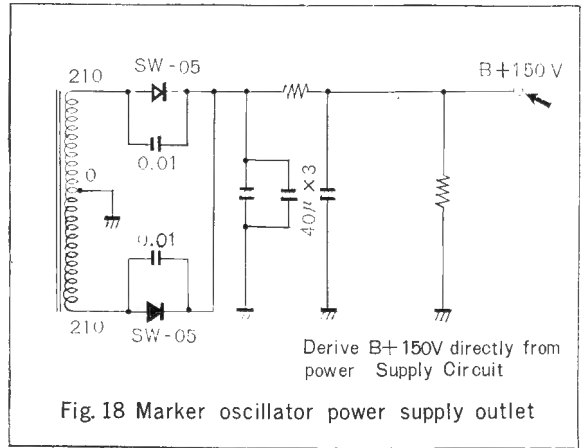 210
SW-05
B+150V
0.01
0
40μ×3
0.01
210
SW-05
Derive B+150V directly from
power Supply Circuit
Fig. 18 Marker oscillator power supply outlet